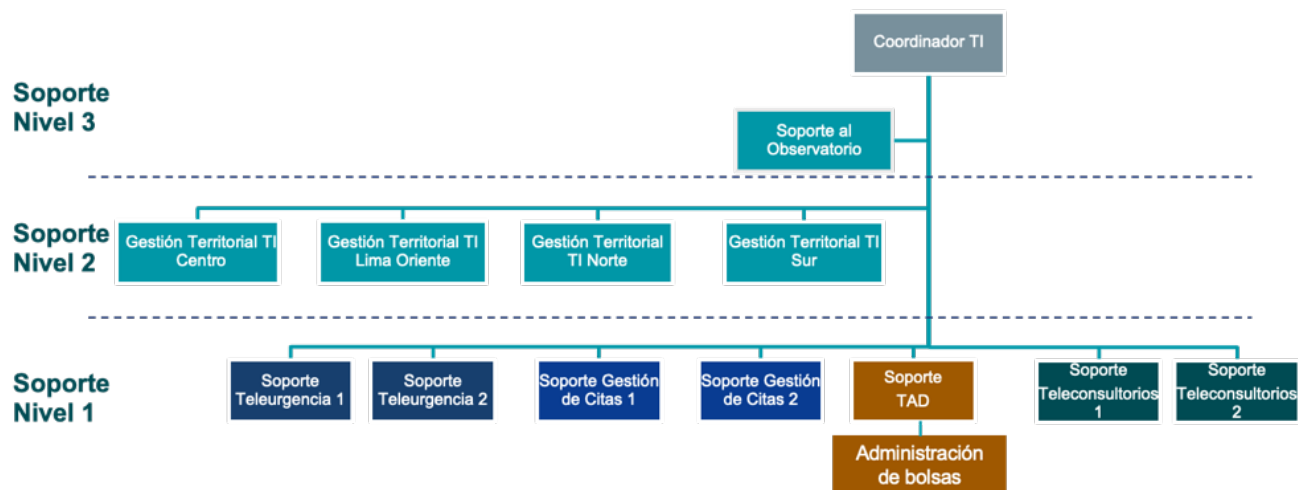 Coordinador TI
Soporte
Nivel 3
Soporte al
Observatorio
Soporte
Nivel 2
Gestión Territorial TI
Centro
Gestión Territorial TI
Lima Oriente
Gestión Territorial
TI Norte
Gestión Territorial TI
Sur
Soporte
Nivel 1
Soporte
Teleurgencia 1
Soporte
Teleurgencia 2
Soporte Gestión
de Citas 1
Soporte Gestión
de Citas 2
Soporte
TAD
Soporte
Teleconsultorios
1
Soporte
Teleconsultorios
2
Administración
de bolsas